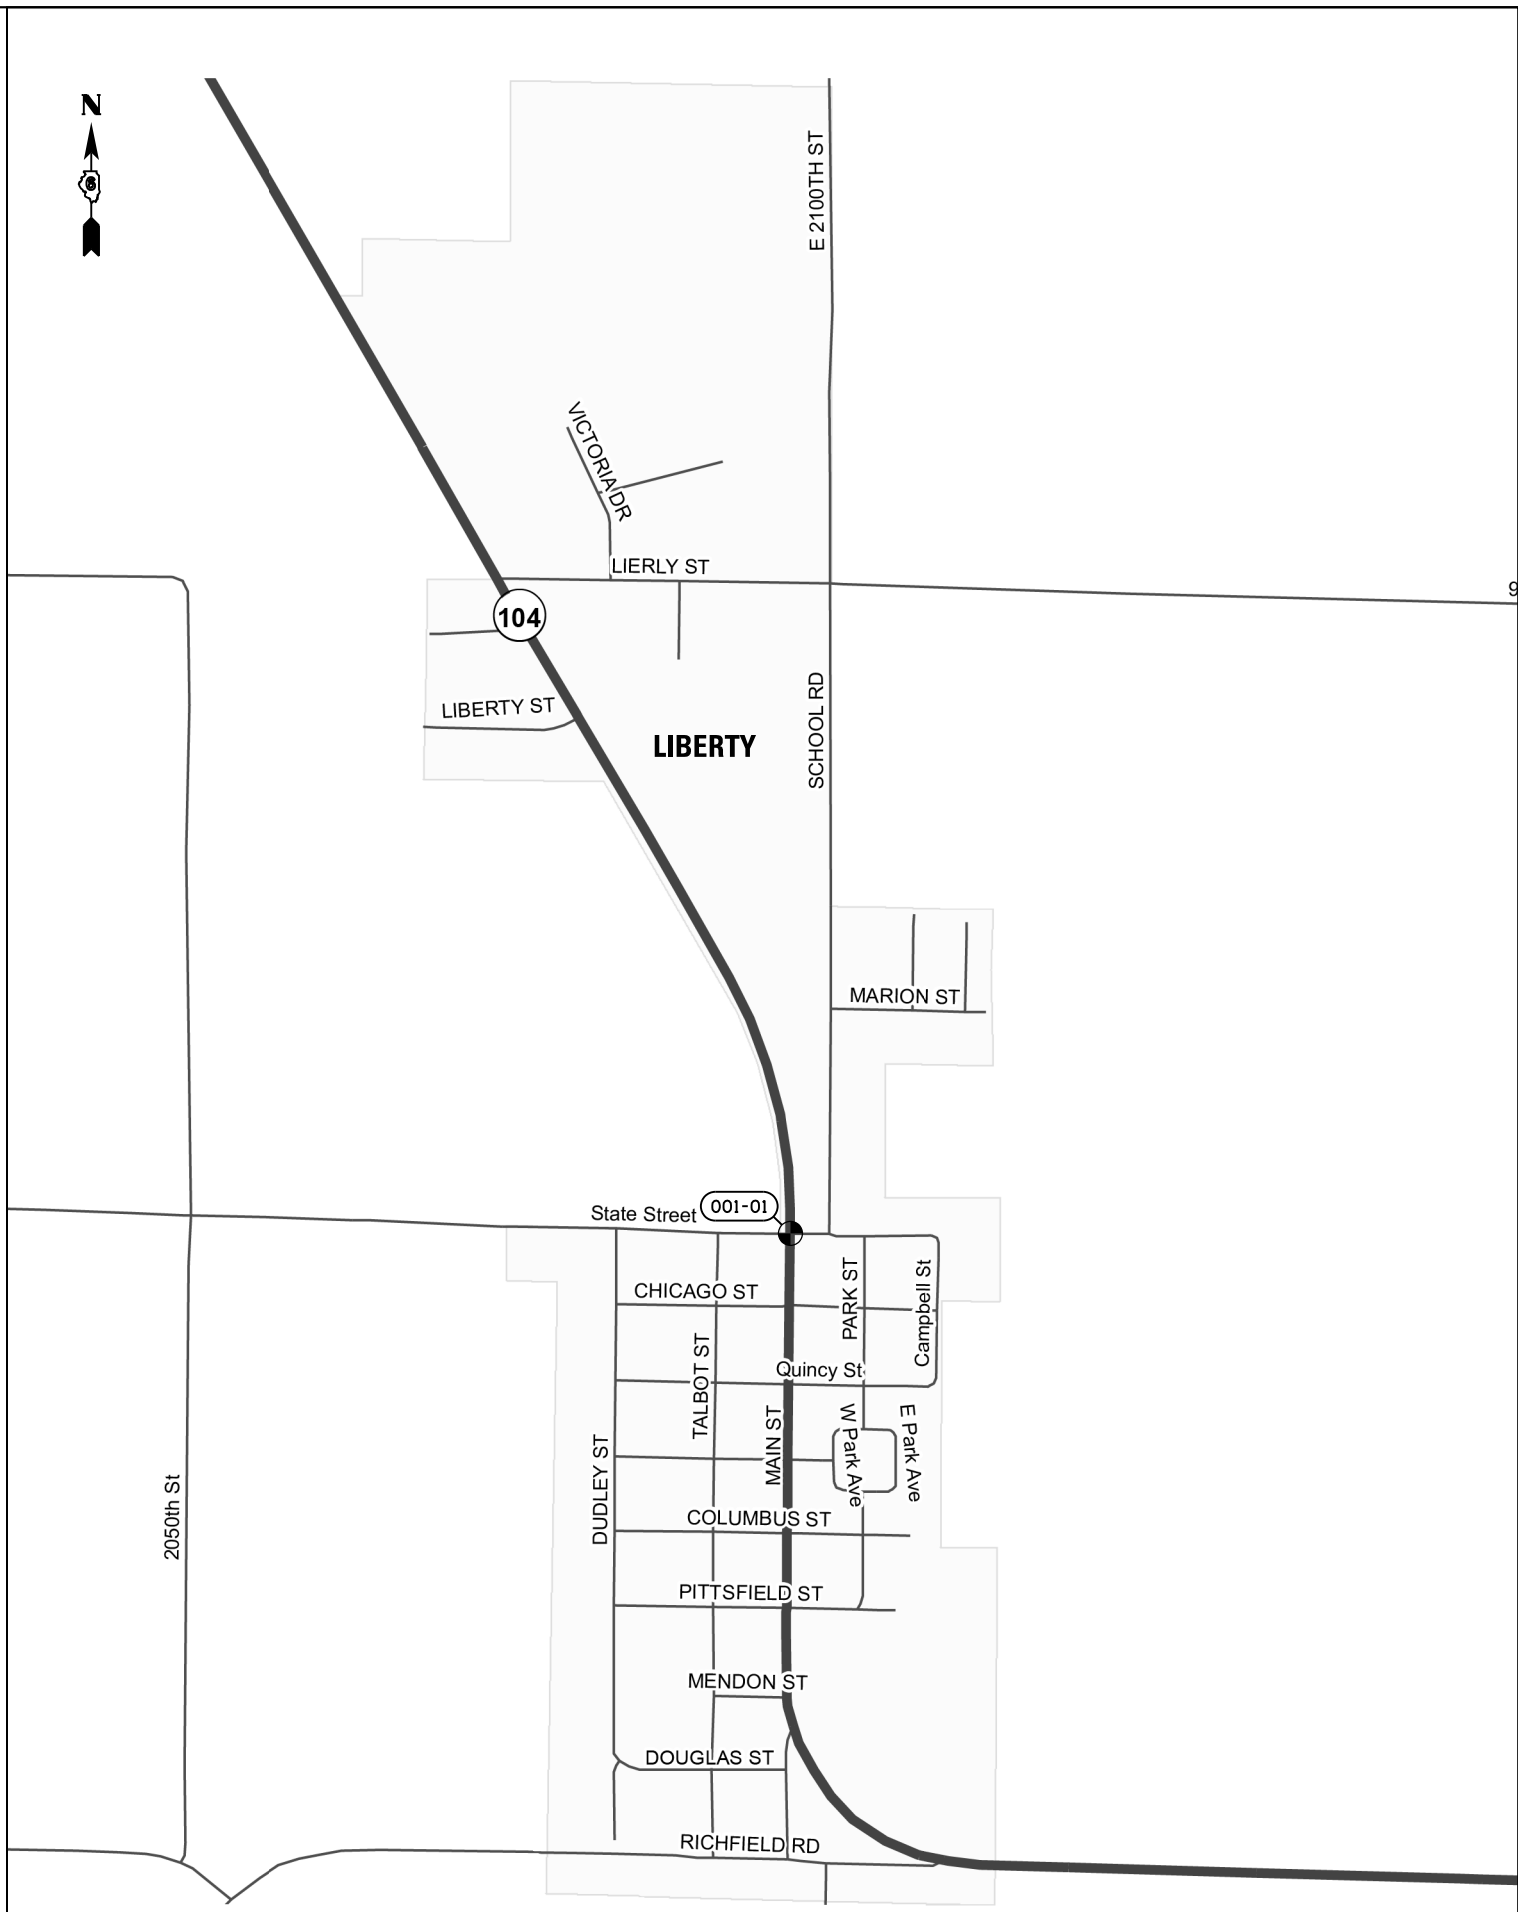 N
6
E 2100TH ST
VICTORIA DR
LIERLY ST
9
104
LIBERTY ST
LIBERTY
SCHOOL RD
MARION ST
State Street
001-01
CHICAGO ST
PARK ST
Campbell St
TALBOT ST
Quincy St
MAIN ST
W Park Ave
E Park Ave
DUDLEY ST
2050th St
COLUMBUS ST
PITTSFIELD ST
MENDON ST
DOUGLAS ST
RICHFIELD RD